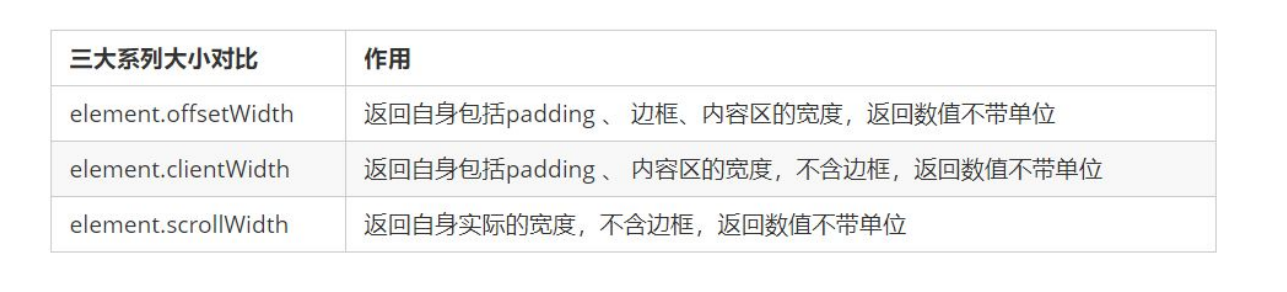 三大系列大小对比 作用
element.offsetWidth 返回自身包括padding 、 边框、内容区的宽度，返回数值不带单位
element.clientWidth 返回自身包括padding 、 内容区的宽度，不含边框，返回数值不带单位
element.scrollWidth 返回自身实际的宽度，不含边框，返回数值不带单位